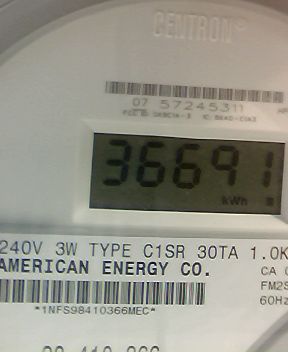 CENTRON®
07 57245311
36691
kWh
240V 3W TYPE C1SR 30TA 1.0K
AMERICAN ENERGY CO.
CA
FM2S
60Hz
*1NFS98410366MEC*